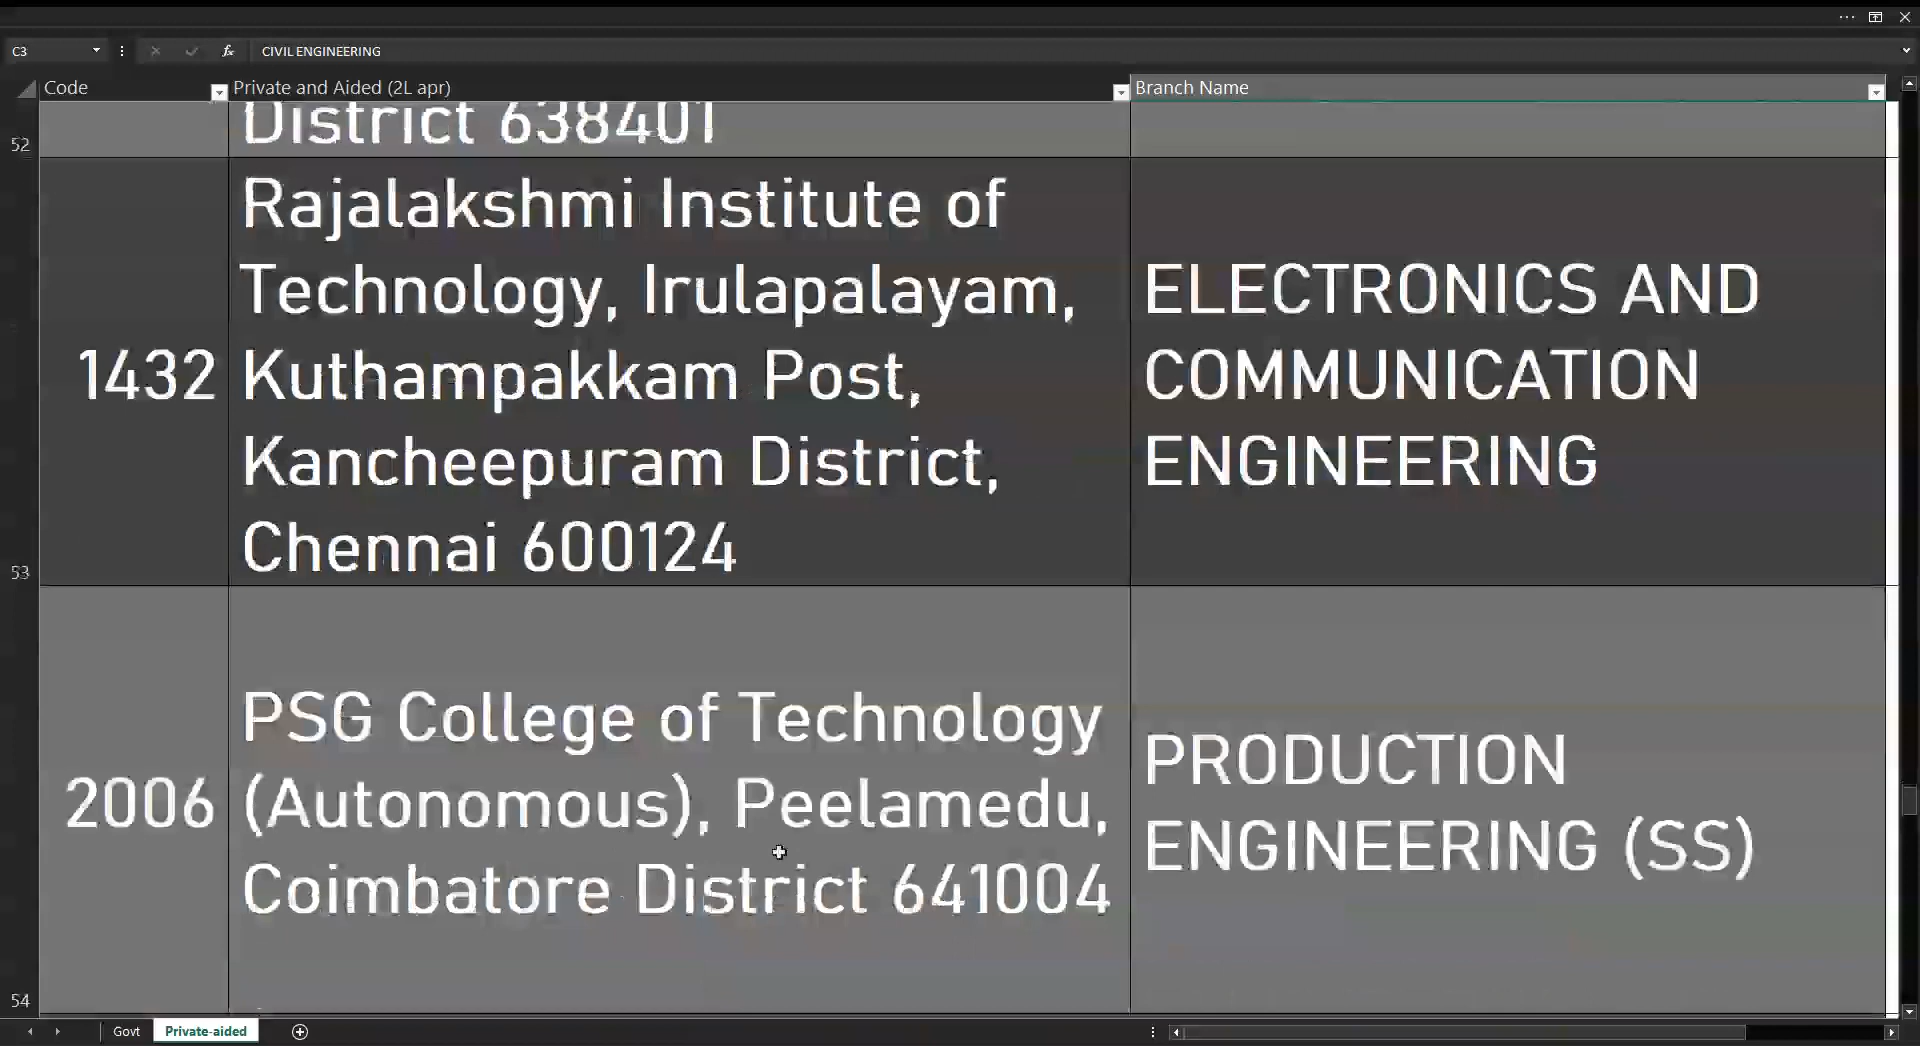 C3
fx
CIVIL ENGINEERING
Code
Private and Aided (2L apr)
Branch Name
52
District 638401
53
1432
Rajalakshmi Institute of
Technology, Irulapalayam,
Kuthampakkam Post,
Kancheepuram District,
Chennai 600124
ELECTRONICS AND
COMMUNICATION
ENGINEERING
54
2006
PSG College of Technology
(Autonomous), Peelamedu,
Coimbatore District 641004
PRODUCTION
ENGINEERING (SS)
Govt
Private-aided